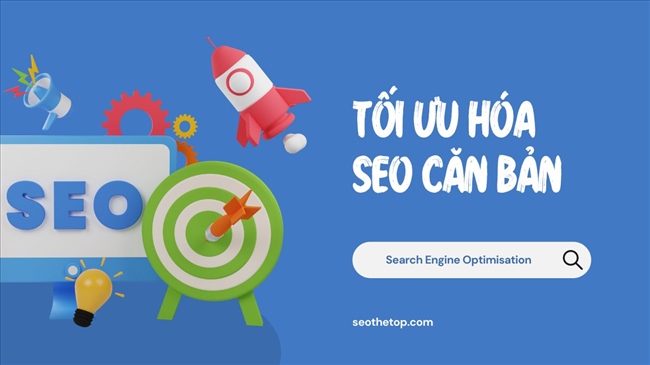 SEO
TỐI ƯU HÓA
SEO CĂN BẢN
Search Engine Optimisation
seothetop.com